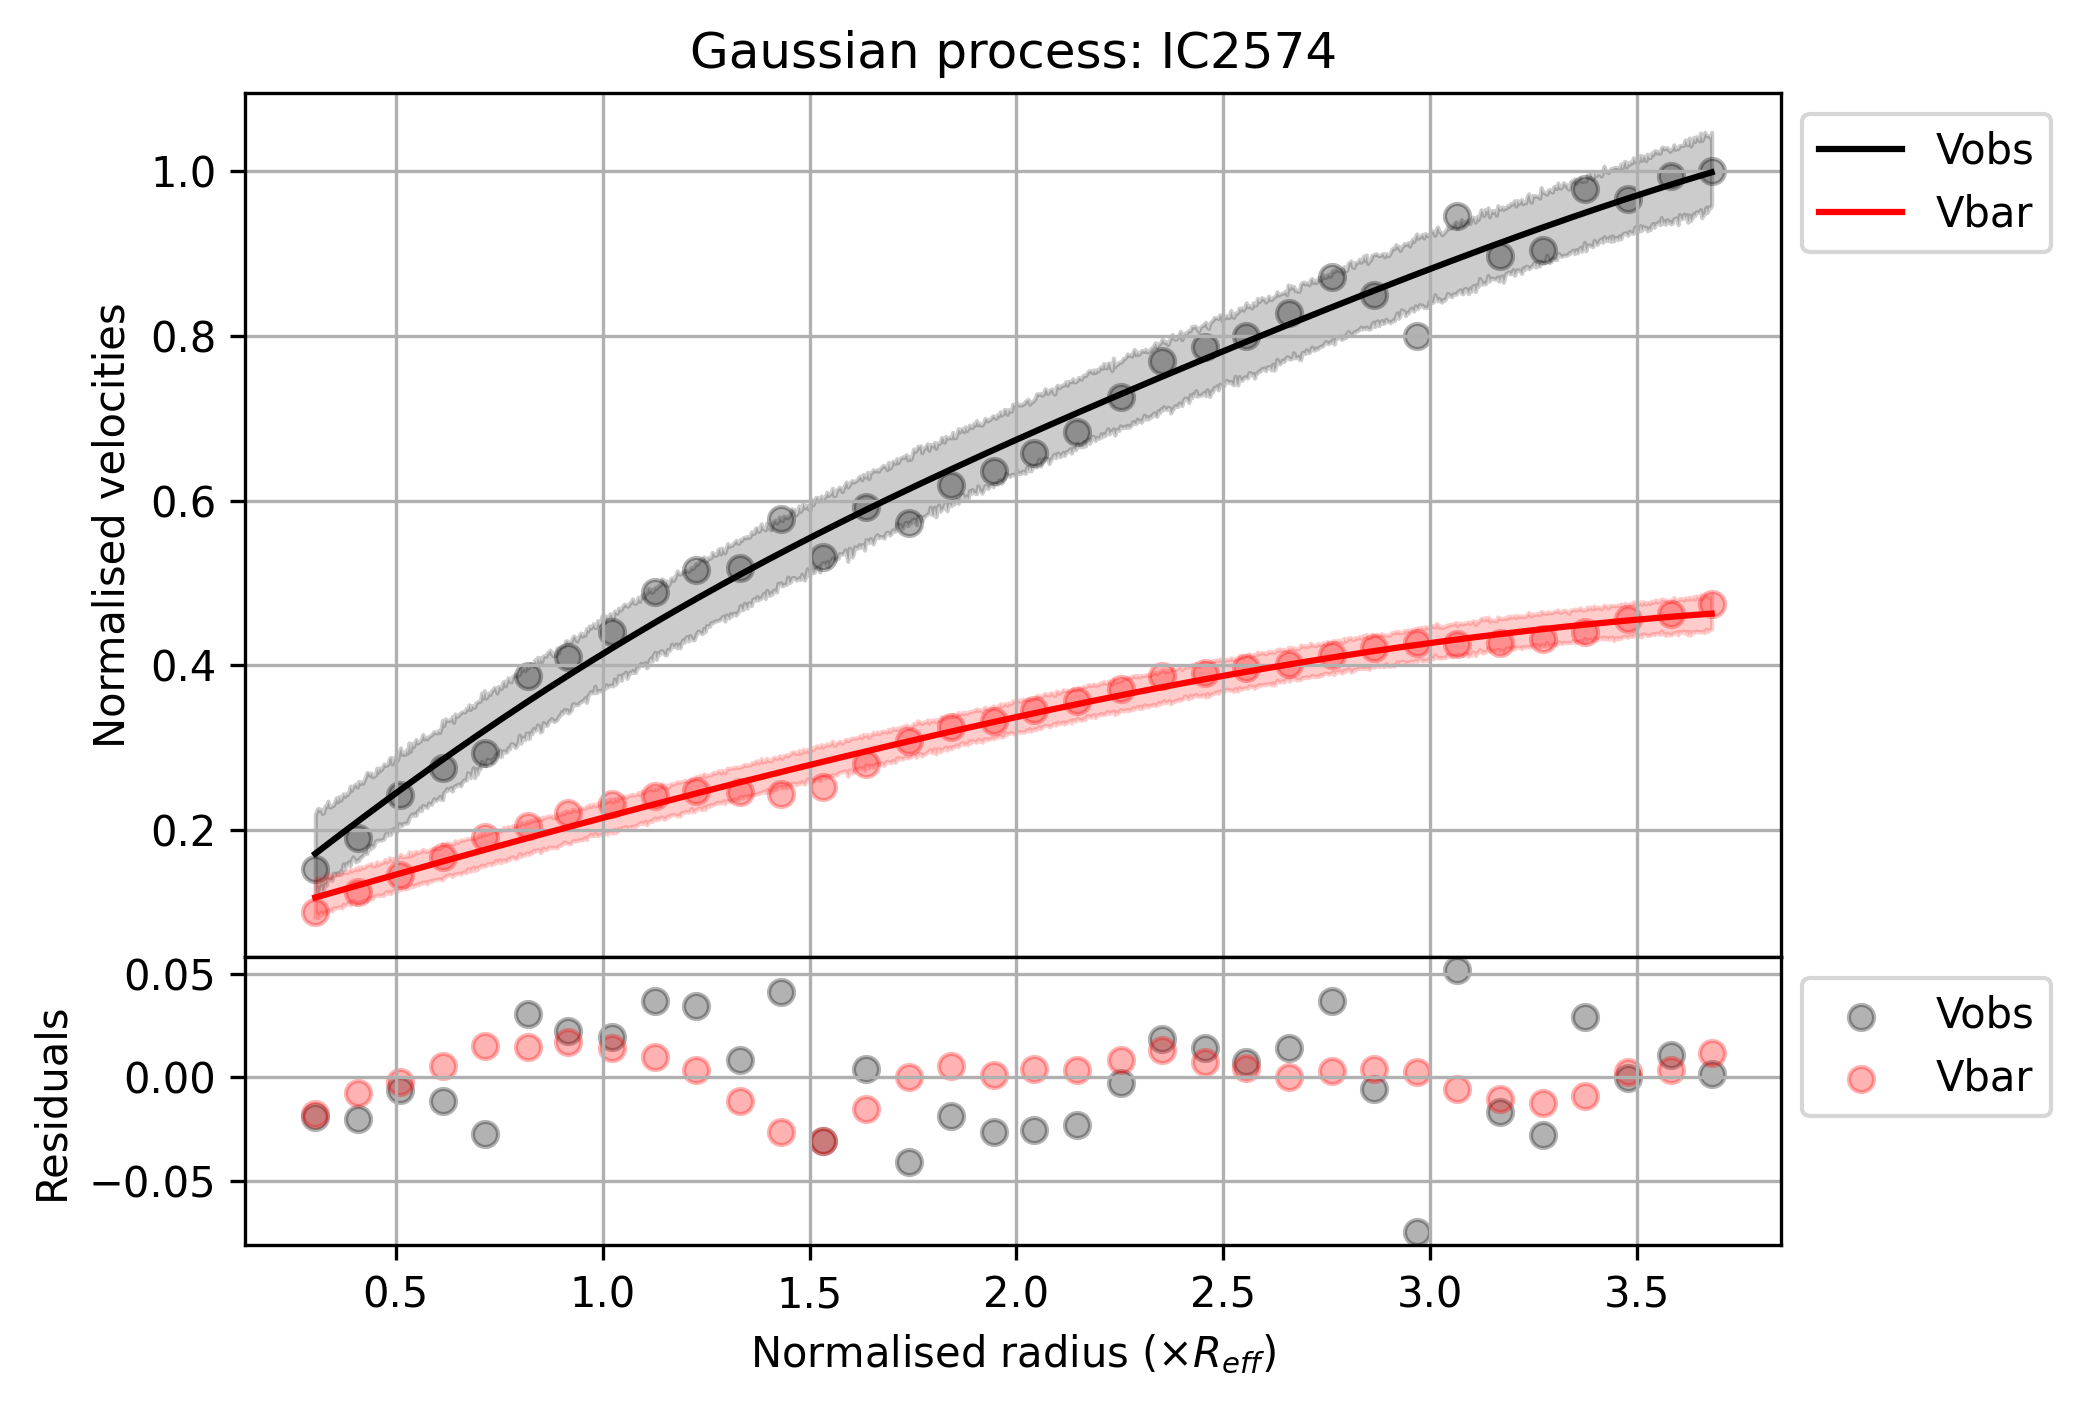 Gaussian process: IC2574
Normalised velocities
1.0
0.8
0.6
0.4
0.2
Vobs
Vbar
Residuals
0.05
0.00
−0.05
Vobs
Vbar
0.5 1.0 1.5 2.0 2.5 3.0 3.5
Normalised radius (×R_eff)